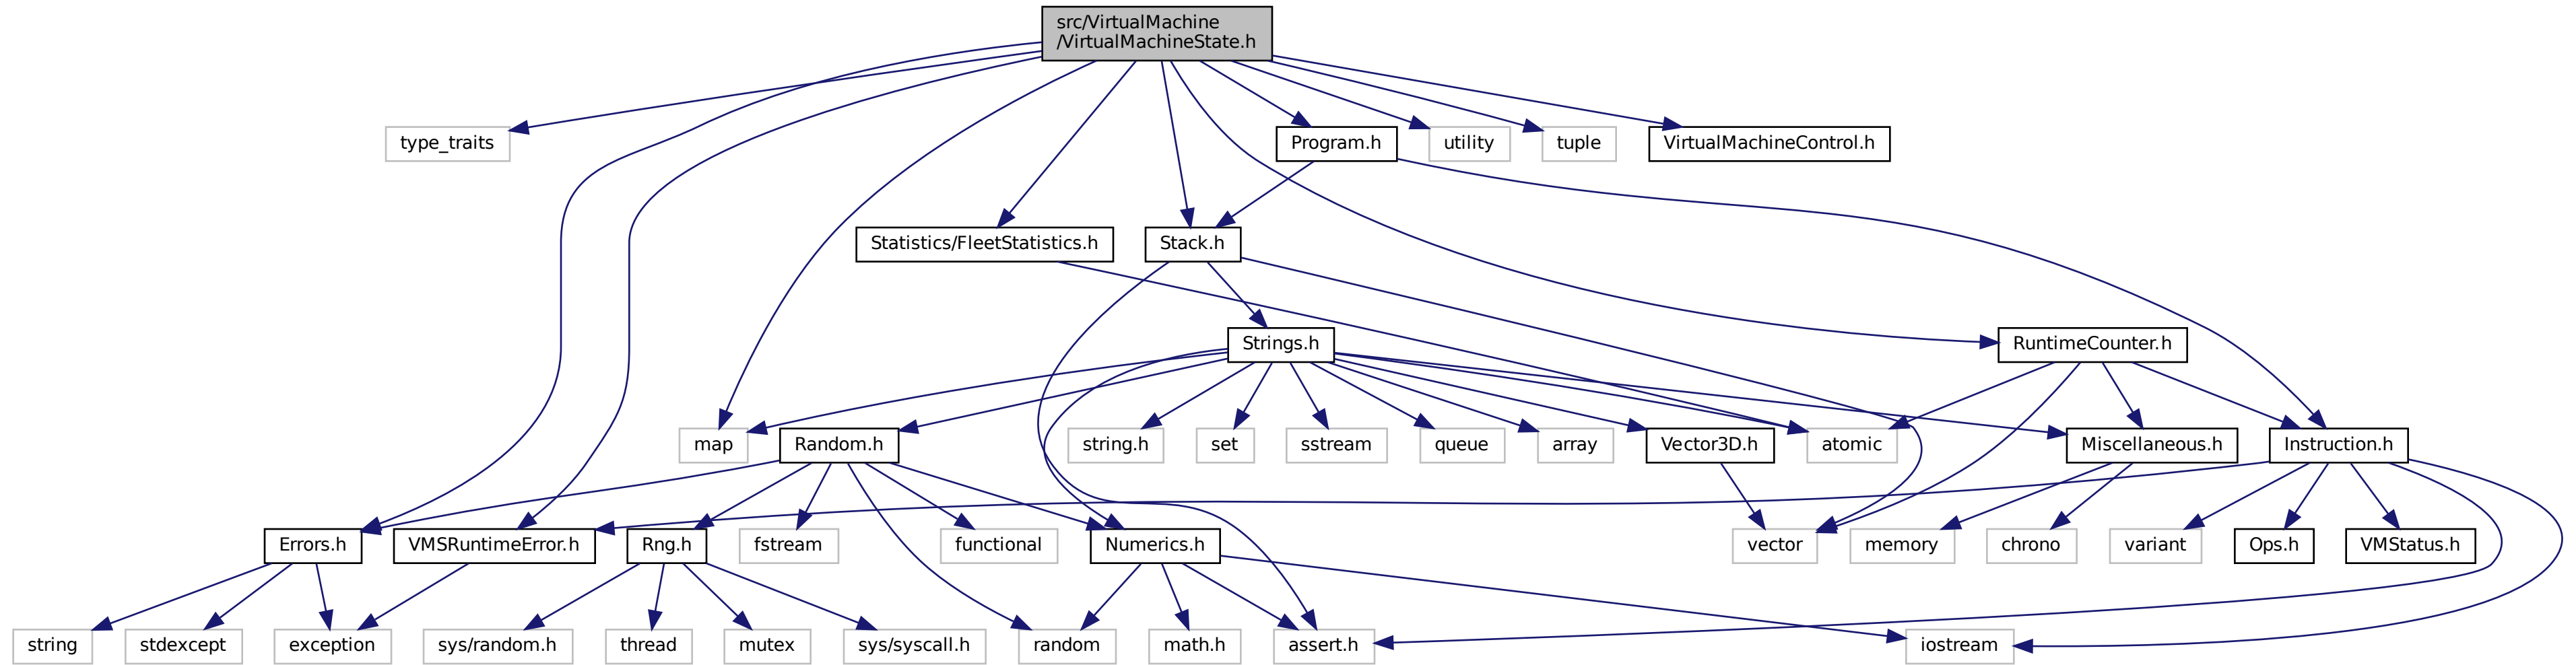 src/VirtualMachine
/VirtualMachineState.h
type_traits
Program.h
utility
tuple
VirtualMachineControl.h
Statistics/FleetStatistics.h
Stack.h
Strings.h
RuntimeCounter.h
map
Random.h
string.h
set
sstream
queue
array
Vector3D.h
atomic
Miscellaneous.h
Instruction.h
Errors.h
VMSRuntimeError.h
Rng.h
fstream
functional
Numerics.h
vector
memory
chrono
variant
Ops.h
VMStatus.h
string
stdexcept
exception
sys/random.h
thread
mutex
sys/syscall.h
random
math.h
assert.h
iostream